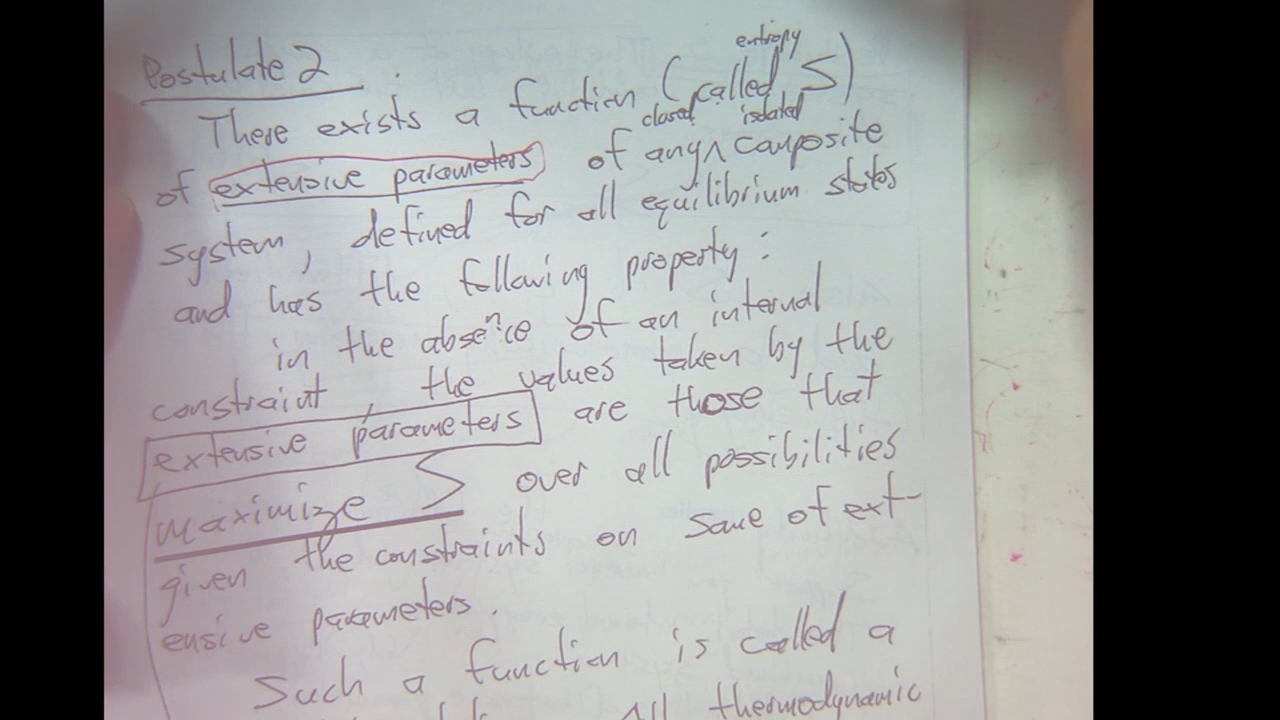 Postulate 2
entropy
There exists a function (called S)
closed isolated
of extensive parameters of any ^ composite
system, defined for all equilibrium states
and has the following property:
in the absence of an internal
constraint, the values taken by the
extensive parameters are those that
maximize S over all possibilities
given the constraints on some of ext-
ensive parameters.
Such a function is called a
All thermodynamic